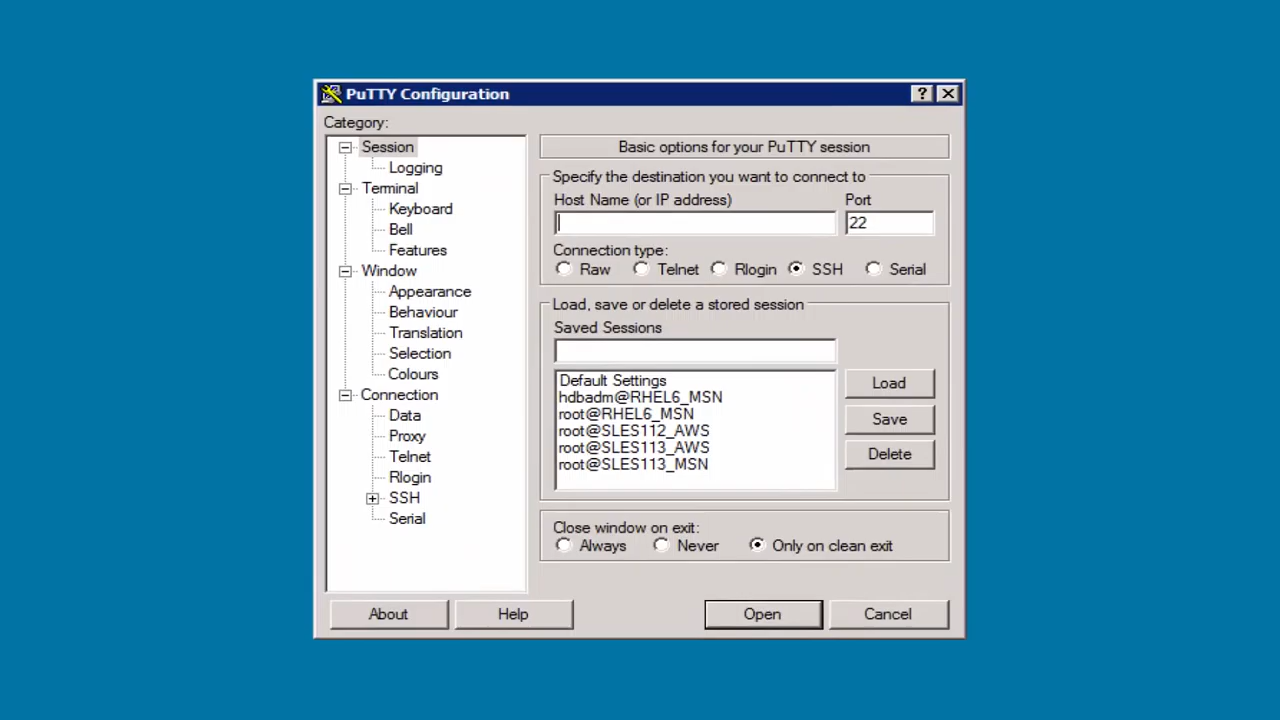 PuTTY Configuration
?
Category:
Session
Logging
Terminal
Keyboard
Bell
Features
Window
Appearance
Behaviour
Translation
Selection
Colours
Connection
Data
Proxy
Telnet
Rlogin
SSH
Serial
Basic options for your PuTTY session
Specify the destination you want to connect to
Host Name (or IP address) Port
22
Connection type:
Raw Telnet Rlogin SSH Serial
Load, save or delete a stored session
Saved Sessions
Default Settings
hdbadm@RHEL6_MSN
root@RHEL6_MSN
root@SLES112_AWS
root@SLES113_AWS
root@SLES113_MSN
Load
Save
Delete
Close window on exit:
Always Never Only on clean exit
About Help Open Cancel